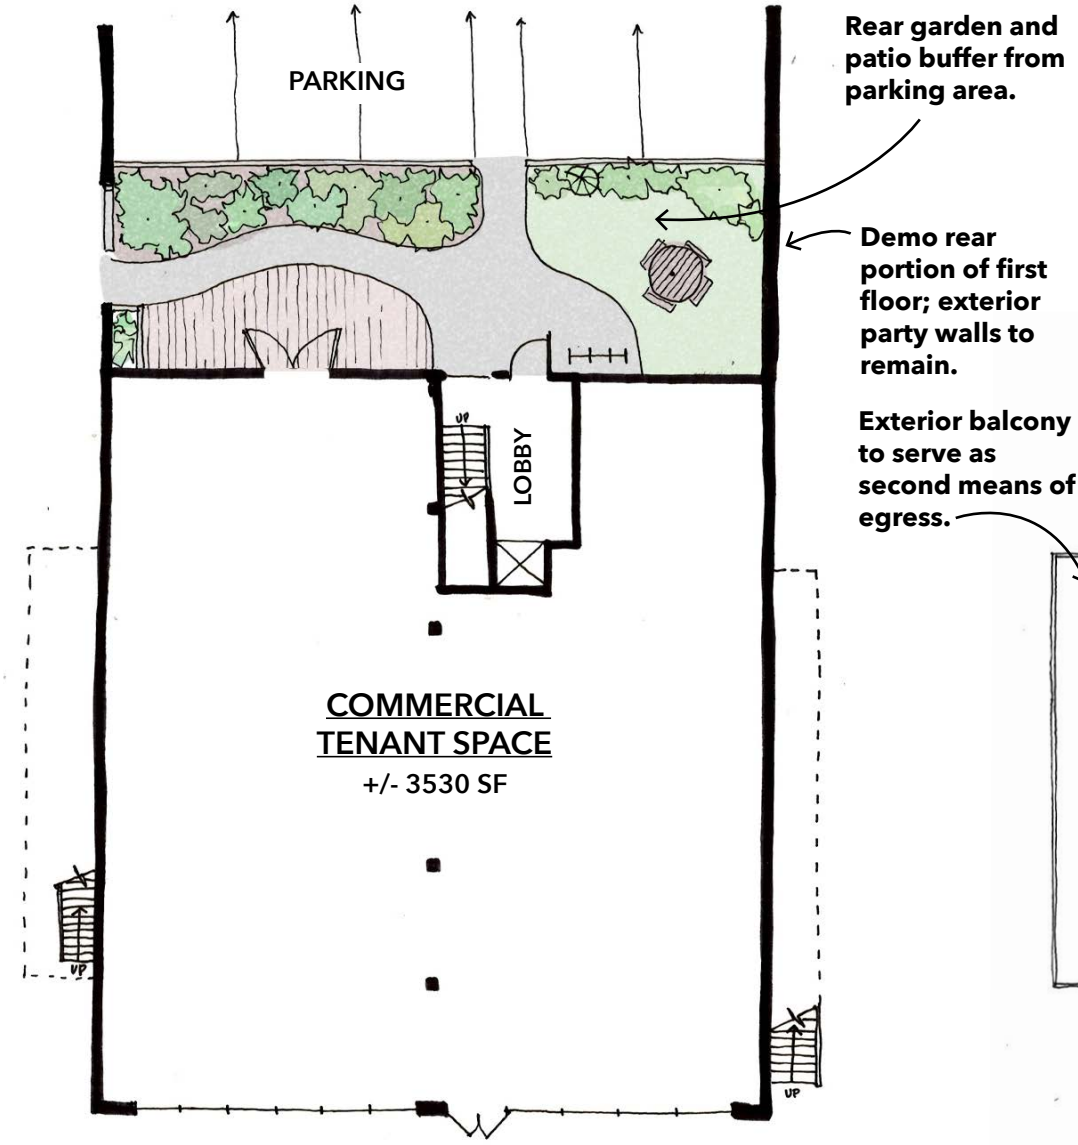 PARKING
Rear garden and
patio buffer from
parking area.
Demo rear
portion of first
floor; exterior
party walls to
remain.
Exterior balcony
to serve as
second means of
egress.
UP
LOBBY
COMMERCIAL
TENANT SPACE
+/- 3530 SF
UP
UP